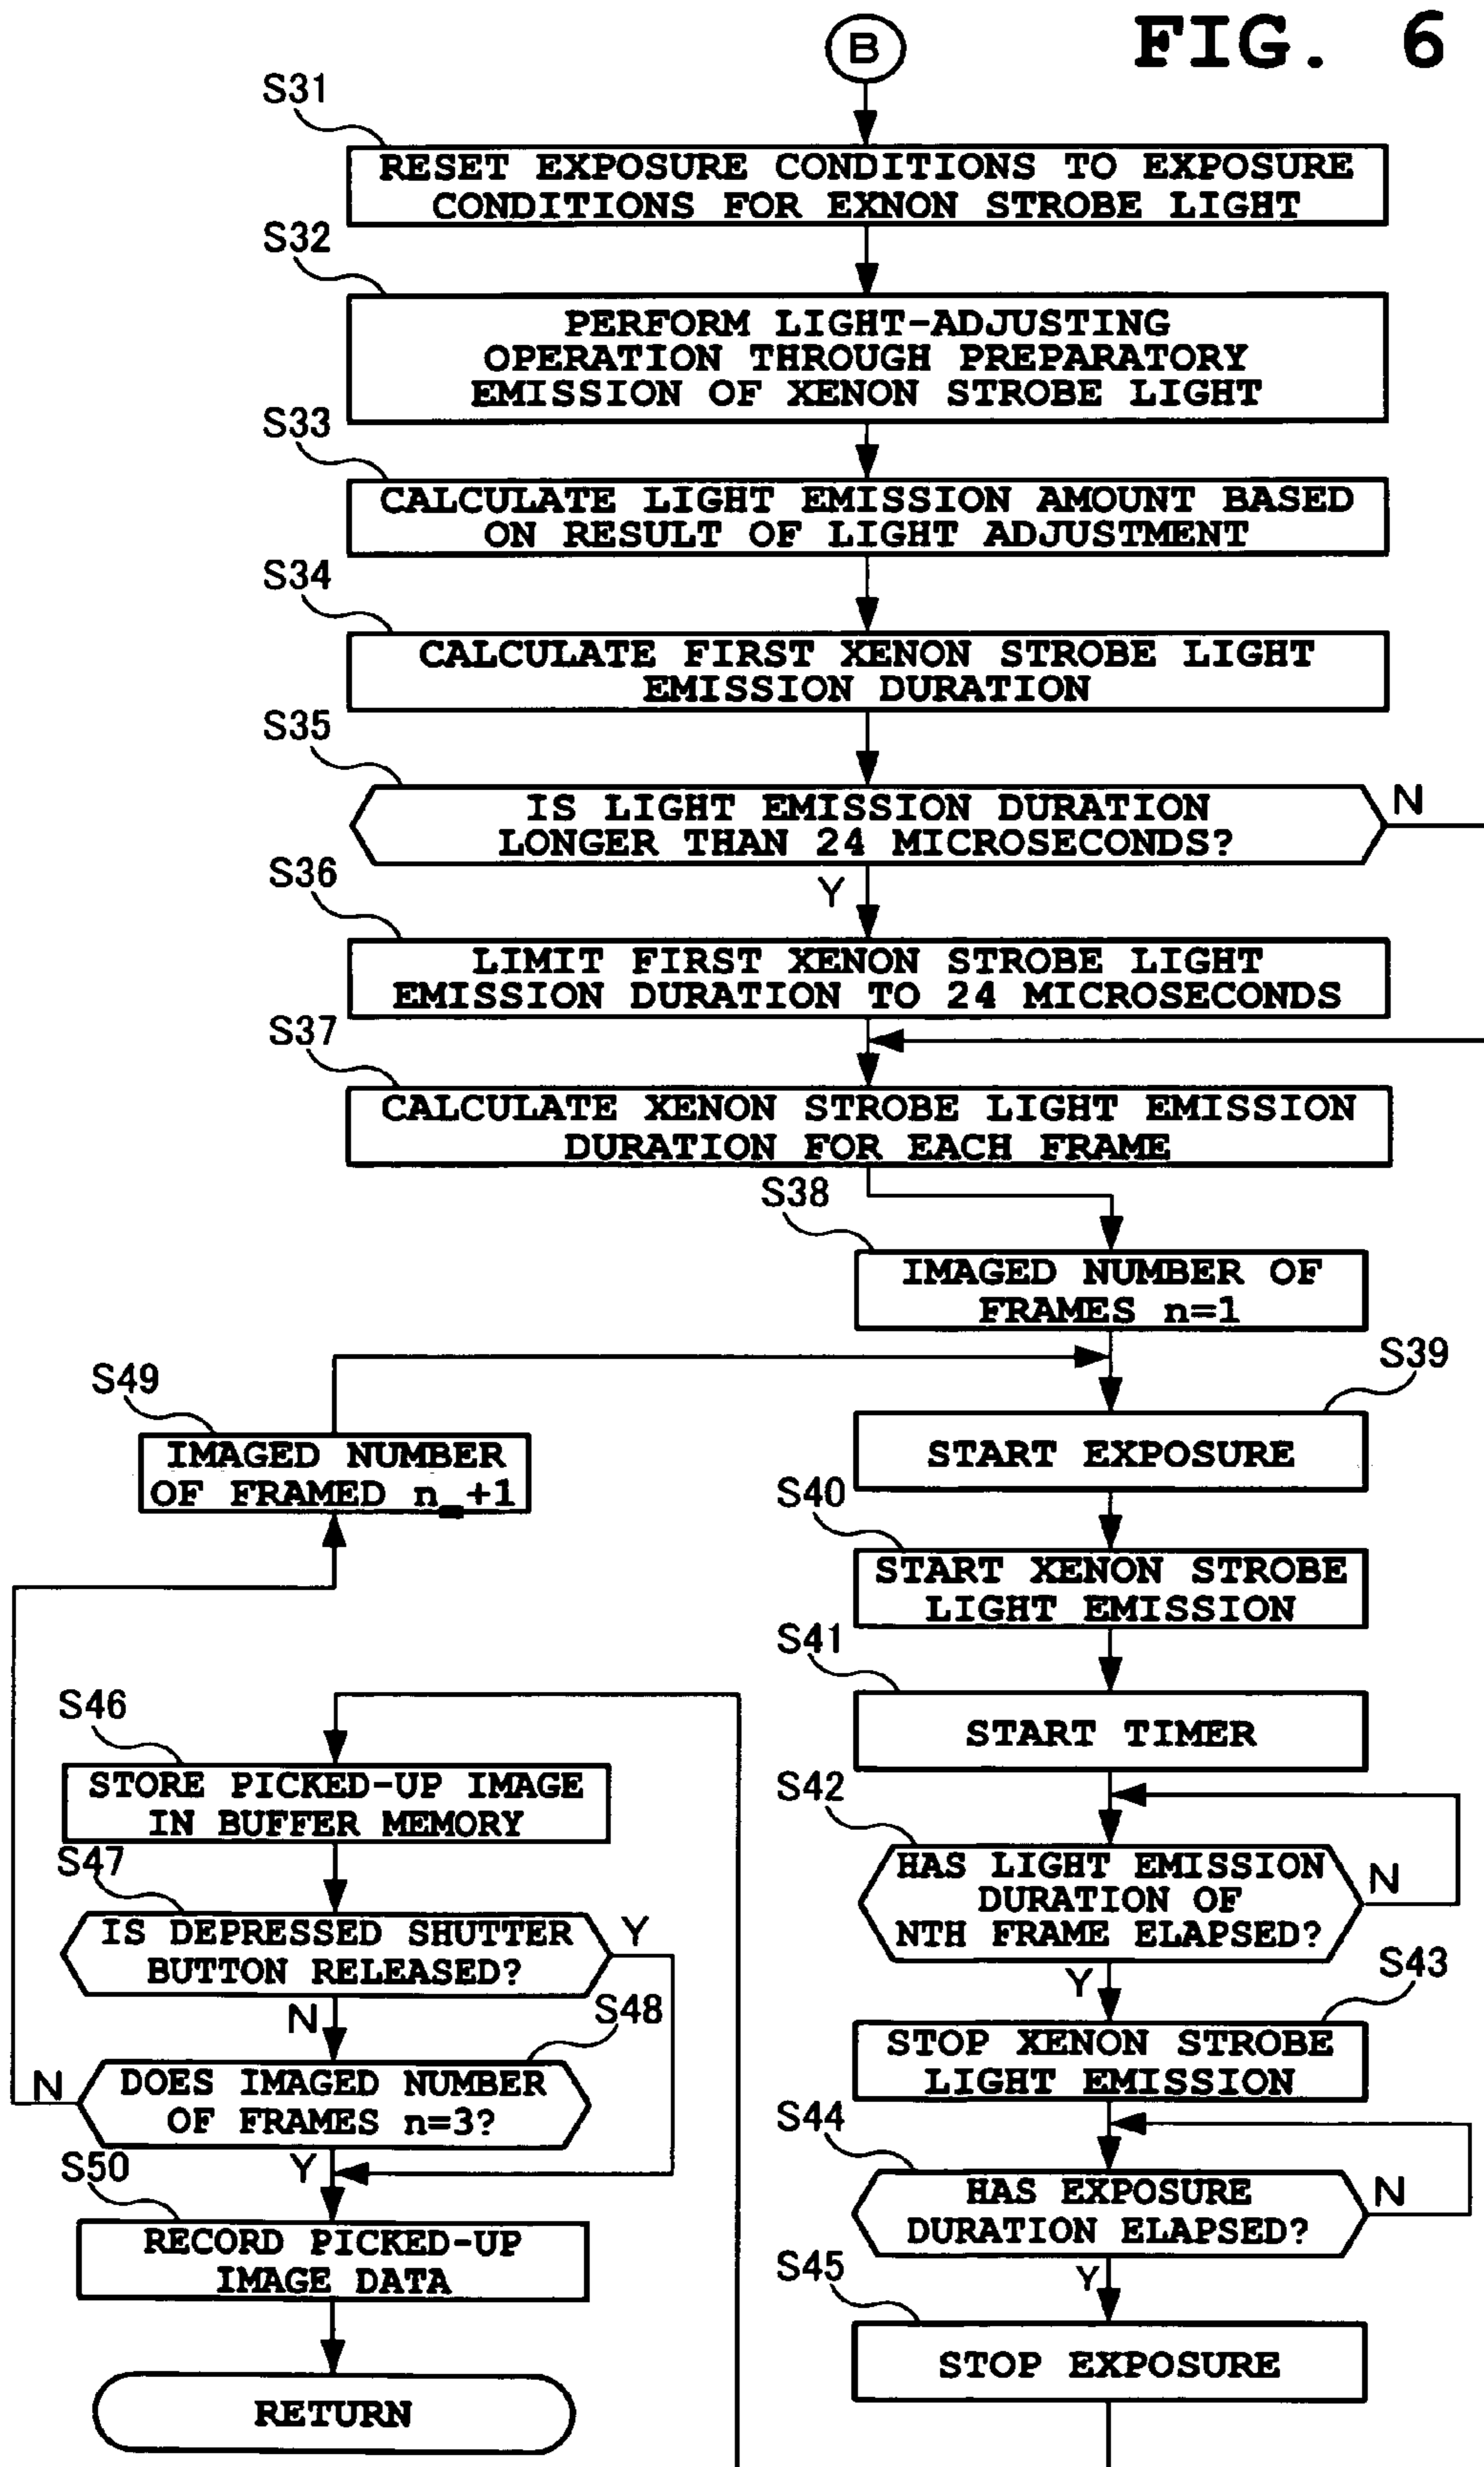 FIG. 6
B
S31
RESET EXPOSURE CONDITIONS TO EXPOSURE
CONDITIONS FOR EXNON STROBE LIGHT
S32
PERFORM LIGHT-ADJUSTING
OPERATION THROUGH PREPARATORY
EMISSION OF XENON STROBE LIGHT
S33
CALCULATE LIGHT EMISSION AMOUNT BASED
ON RESULT OF LIGHT ADJUSTMENT
S34
CALCULATE FIRST XENON STROBE LIGHT
EMISSION DURATION
S35
IS LIGHT EMISSION DURATION
LONGER THAN 24 MICROSECONDS?
N
Y
S36
LIMIT FIRST XENON STROBE LIGHT
EMISSION DURATION TO 24 MICROSECONDS
S37
CALCULATE XENON STROBE LIGHT EMISSION
DURATION FOR EACH FRAME
S38
IMAGED NUMBER OF
FRAMES n=1
S39
START EXPOSURE
S40
START XENON STROBE
LIGHT EMISSION
S41
START TIMER
S42
HAS LIGHT EMISSION
DURATION OF
NTH FRAME ELAPSED?
N
Y
S43
STOP XENON STROBE
LIGHT EMISSION
S44
HAS EXPOSURE
DURATION ELAPSED?
N
Y
S45
STOP EXPOSURE
S46
STORE PICKED-UP IMAGE
IN BUFFER MEMORY
S47
IS DEPRESSED SHUTTER
BUTTON RELEASED?
Y
N
S48
DOES IMAGED NUMBER
OF FRAMES n=3?
N
Y
S49
IMAGED NUMBER
OF FRAMED n_+1
S50
RECORD PICKED-UP
IMAGE DATA
RETURN